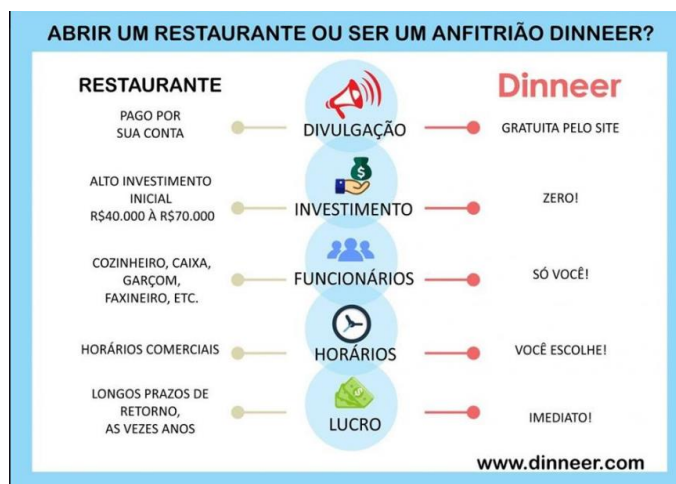 ABRIR UM RESTAURANTE OU SER UM ANFITRIÃO DINNEER?
RESTAURANTE
Dinneer
PAGO POR
SUA CONTA
DIVULGAÇÃO
GRATUITA PELO SITE
ALTO INVESTIMENTO
INICIAL
R$40.000 À R$70.000
INVESTIMENTO
ZERO!
COZINHEIRO, CAIXA,
GARÇOM,
FAXINEIRO, ETC.
FUNCIONÁRIOS
SÓ VOCÊ!
HORÁRIOS COMERCIAIS
HORÁRIOS
VOCÊ ESCOLHE!
LONGOS PRAZOS DE
RETORNO,
AS VEZES ANOS
LUCRO
IMEDIATO!
www.dinneer.com